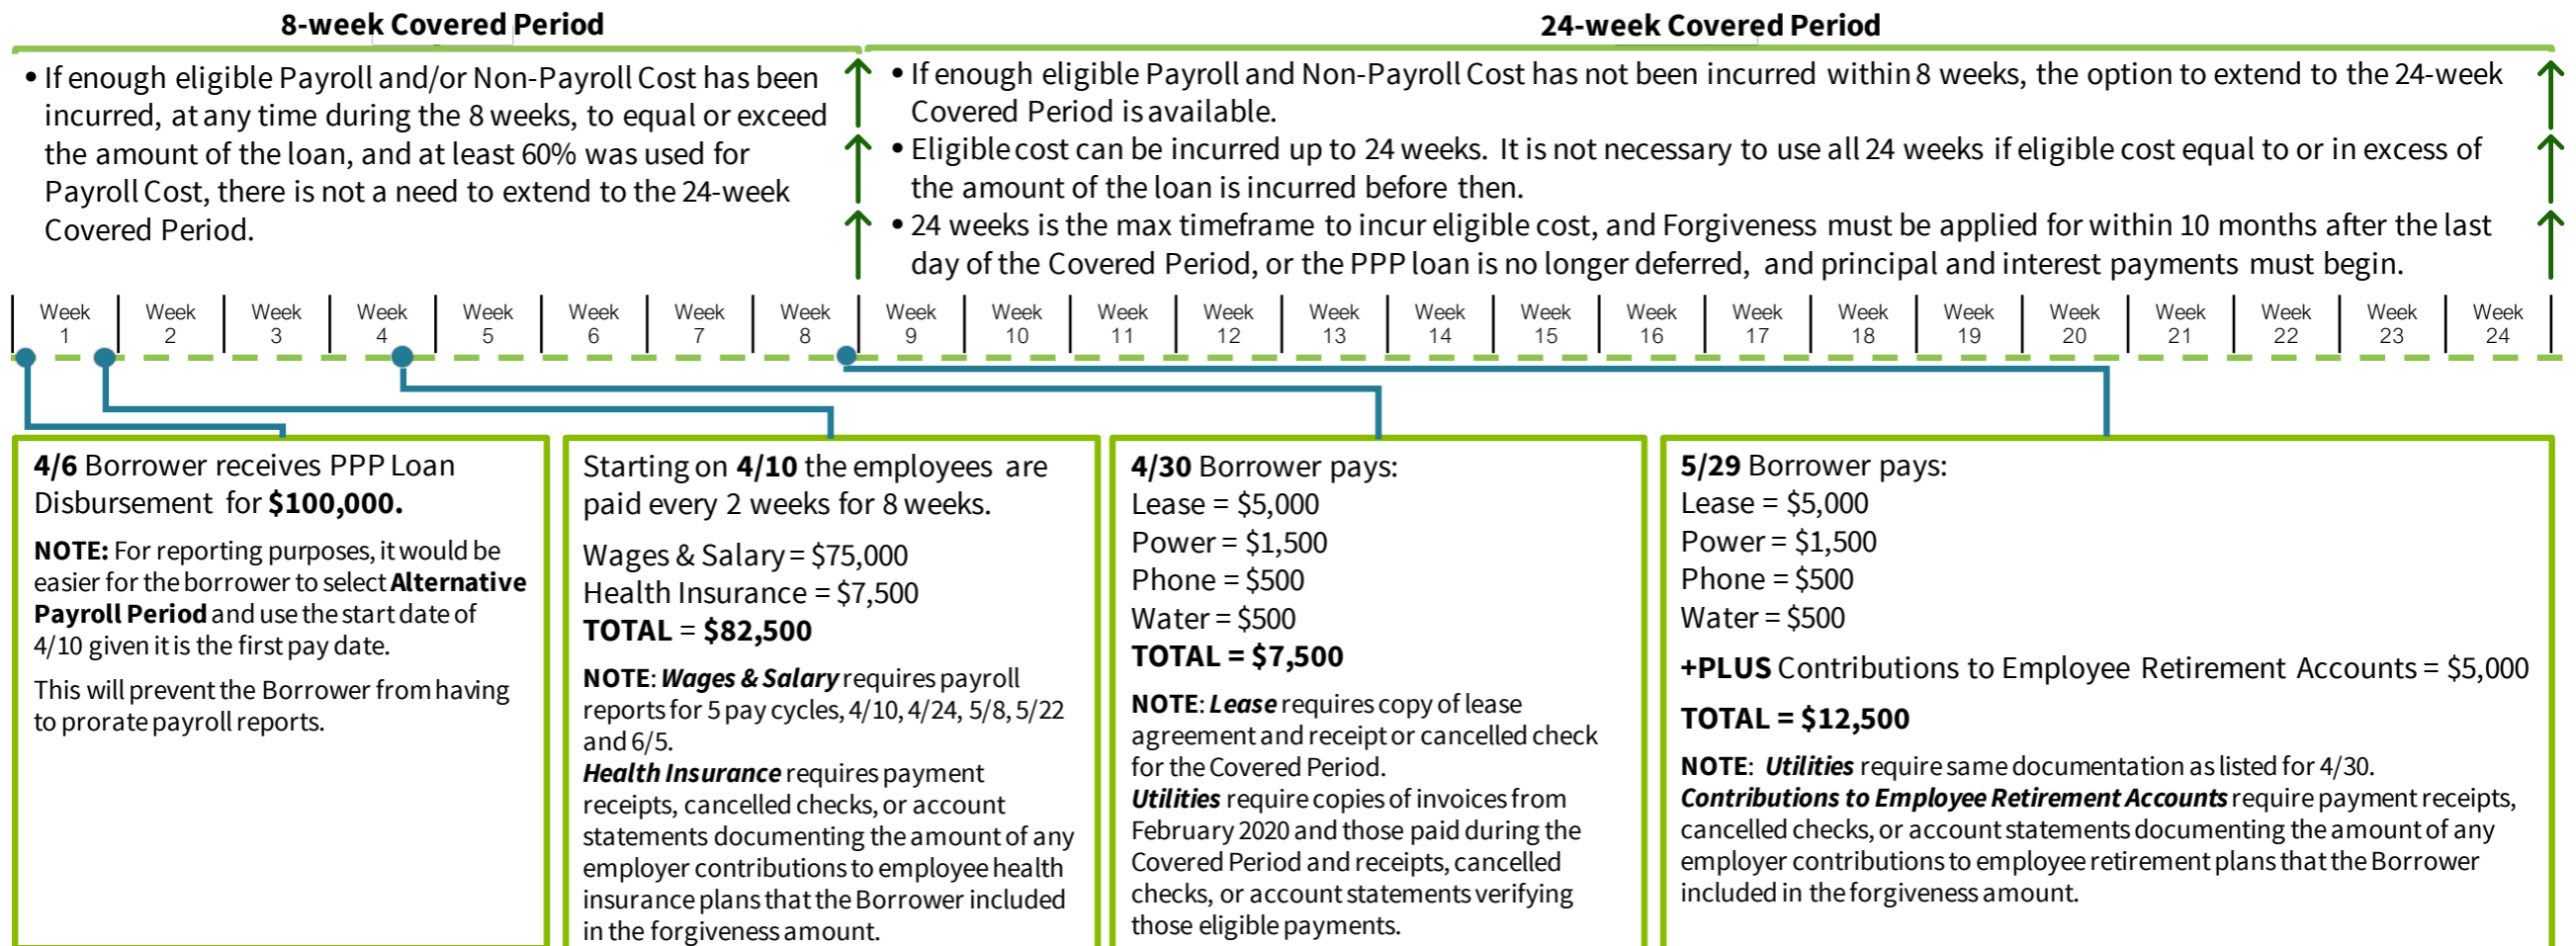 8-week Covered Period
• If enough eligible Payroll and/or Non-Payroll Cost has been
incurred, at any time during the 8 weeks, to equal or exceed
the amount of the loan, and at least 60% was used for
Payroll Cost, there is not a need to extend to the 24-week
Covered Period.
24-week Covered Period
• If enough eligible Payroll and Non-Payroll Cost has not been incurred within 8 weeks, the option to extend to the 24-week
Covered Period is available.
• Eligible cost can be incurred up to 24 weeks. It is not necessary to use all 24 weeks if eligible cost equal to or in excess of
the amount of the loan is incurred before then.
• 24 weeks is the max timeframe to incur eligible cost, and Forgiveness must be applied for within 10 months after the last
day of the Covered Period, or the PPP loan is no longer deferred, and principal and interest payments must begin.
Week
1
Week
2
Week
3
Week
4
Week
5
Week
6
Week
7
Week
8
Week
9
Week
10
Week
11
Week
12
Week
13
Week
14
Week
15
Week
16
Week
17
Week
18
Week
19
Week
20
Week
21
Week
22
Week
23
Week
24
4/6 Borrower receives PPP Loan
Disbursement for $100,000.
NOTE: For reporting purposes, it would be
easier for the borrower to select Alternative
Payroll Period and use the start date of
4/10 given it is the first pay date.
This will prevent the Borrower from having
to prorate payroll reports.
Starting on 4/10 the employees are
paid every 2 weeks for 8 weeks.
Wages & Salary = $75,000
Health Insurance = $7,500
TOTAL = $82,500
NOTE: Wages & Salary requires payroll
reports for 5 pay cycles, 4/10, 4/24, 5/8, 5/22
and 6/5.
Health Insurance requires payment
receipts, cancelled checks, or account
statements documenting the amount of any
employer contributions to employee health
insurance plans that the Borrower included
in the forgiveness amount.
4/30 Borrower pays:
Lease = $5,000
Power = $1,500
Phone = $500
Water = $500
TOTAL = $7,500
NOTE: Lease requires copy of lease
agreement and receipt or cancelled check
for the Covered Period.
Utilities require copies of invoices from
February 2020 and those paid during the
Covered Period and receipts, cancelled
checks, or account statements verifying
those eligible payments.
5/29 Borrower pays:
Lease = $5,000
Power = $1,500
Phone = $500
Water = $500
+PLUS Contributions to Employee Retirement Accounts = $5,000
TOTAL = $12,500
NOTE: Utilities require same documentation as listed for 4/30.
Contributions to Employee Retirement Accounts require payment receipts,
cancelled checks, or account statements documenting the amount of any
employer contributions to employee retirement plans that the Borrower
included in the forgiveness amount.